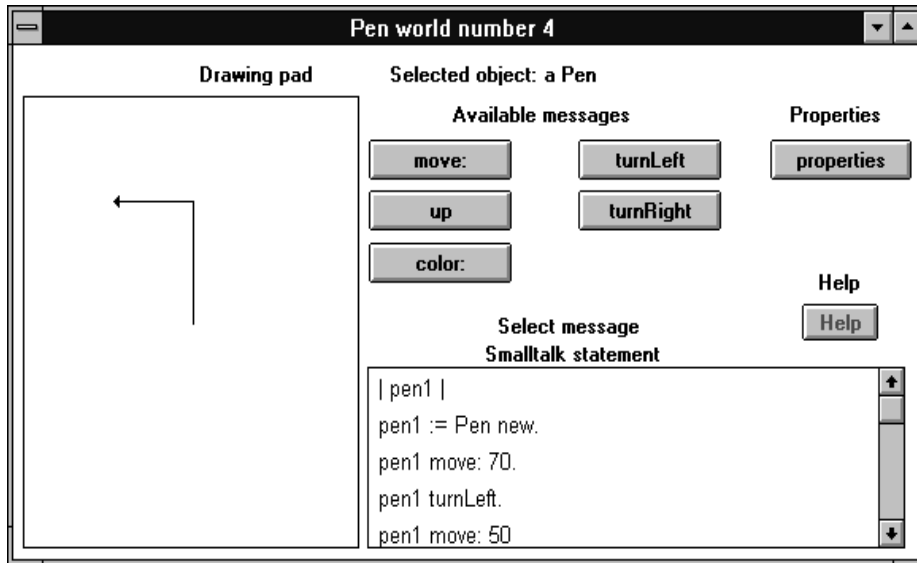 Pen world number 4
Drawing pad
Selected object: a Pen
Available messages
Properties
move:
turnLeft
properties
up
turnRight
color:
Help
Help
Select message
Smalltalk statement
| pen1 |
pen1 := Pen new.
pen1 move: 70.
pen1 turnLeft.
pen1 move: 50